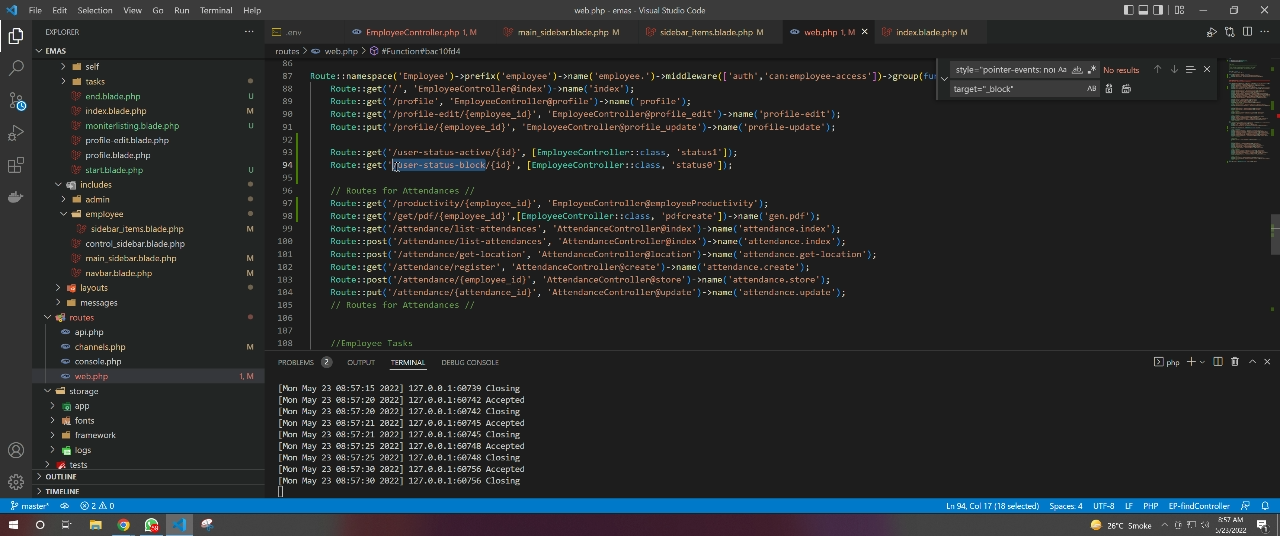 File Edit Selection View Go Run Terminal Help
web.php - emas - Visual Studio Code
EXPLORER
.env
EmployeeController.php 1, M
main_sidebar.blade.php M
sidebar_items.blade.php M
web.php 1, M
index.blade.php M
EMAS
routes > web.php > #Function#bac10fd4
self
tasks
end.blade.php U
index.blade.php M
moniterlisting.blade.php U
profile-edit.blade.php
profile.blade.php
start.blade.php U
includes
admin
employee
sidebar_items.blade.php M
control_sidebar.blade.php
main_sidebar.blade.php M
navbar.blade.php M
layouts
messages
routes
api.php
channels.php M
console.php
web.php 1, M
storage
app
fonts
framework
logs
tests
OUTLINE
TIMELINE
style="pointer-events: non Aa ab
No results
target="_block" AB
86
87 Route::namespace('Employee')->prefix('employee')->name('employee.')->middleware(['auth','can:employee-access'])->group(fun
88 Route::get('/', 'EmployeeController@index')->name('index');
89 Route::get('/profile', 'EmployeeController@profile')->name('profile');
90 Route::get('/profile-edit/{employee_id}', 'EmployeeController@profile_edit')->name('profile-edit');
91 Route::put('/profile/{employee_id}', 'EmployeeController@profile_update')->name('profile-update');
92
93 Route::get('/user-status-active/{id}', [EmployeeController::class, 'status1']);
94 Route::get('/user-status-block/{id}', [EmployeeController::class, 'status0']);
95
96 // Routes for Attendances //
97 Route::get('/productivity/{employee_id}', 'EmployeeController@employeeProductivity');
98 Route::get('/get/pdf/{employee_id}',[EmployeeController::class, 'pdfcreate'])->name('gen.pdf');
99 Route::get('/attendance/list-attendances', 'AttendanceController@index')->name('attendance.index');
100 Route::post('/attendance/list-attendances', 'AttendanceController@index')->name('attendance.index');
101 Route::post('/attendance/get-location', 'AttendanceController@location')->name('attendance.get-location');
102 Route::get('/attendance/register', 'AttendanceController@create')->name('attendance.create');
103 Route::post('/attendance/{employee_id}', 'AttendanceController@store')->name('attendance.store');
104 Route::put('/attendance/{attendance_id}', 'AttendanceController@update')->name('attendance.update');
105 // Routes for Attendances //
106
107
108 //Employee Tasks
PROBLEMS 2 OUTPUT TERMINAL DEBUG CONSOLE
php
[Mon May 23 08:57:15 2022] 127.0.0.1:60739 Closing
[Mon May 23 08:57:20 2022] 127.0.0.1:60742 Accepted
[Mon May 23 08:57:20 2022] 127.0.0.1:60742 Closing
[Mon May 23 08:57:21 2022] 127.0.0.1:60745 Accepted
[Mon May 23 08:57:21 2022] 127.0.0.1:60745 Closing
[Mon May 23 08:57:25 2022] 127.0.0.1:60748 Accepted
[Mon May 23 08:57:25 2022] 127.0.0.1:60748 Closing
[Mon May 23 08:57:30 2022] 127.0.0.1:60756 Accepted
[Mon May 23 08:57:30 2022] 127.0.0.1:60756 Closing
master* 2 0
Ln 94, Col 17 (18 selected) Spaces: 4 UTF-8 LF PHP EP-findController
26°C Smoke
8:57 AM
5/23/2022